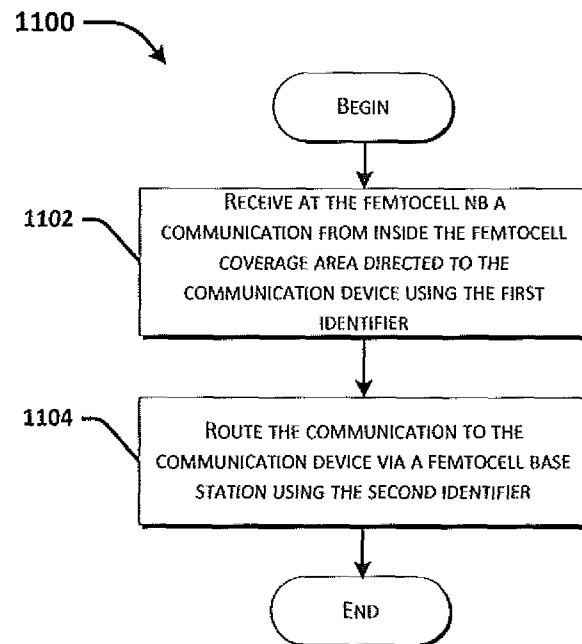 1100
BEGIN
1102
RECEIVE AT THE FEMTOCELL NB A
COMMUNICATION FROM INSIDE THE FEMTOCELL
COVERAGE AREA DIRECTED TO THE
COMMUNICATION DEVICE USING THE FIRST
IDENTIFIER
1104
ROUTE THE COMMUNICATION TO THE
COMMUNICATION DEVICE VIA A FEMTOCELL BASE
STATION USING THE SECOND IDENTIFIER
END